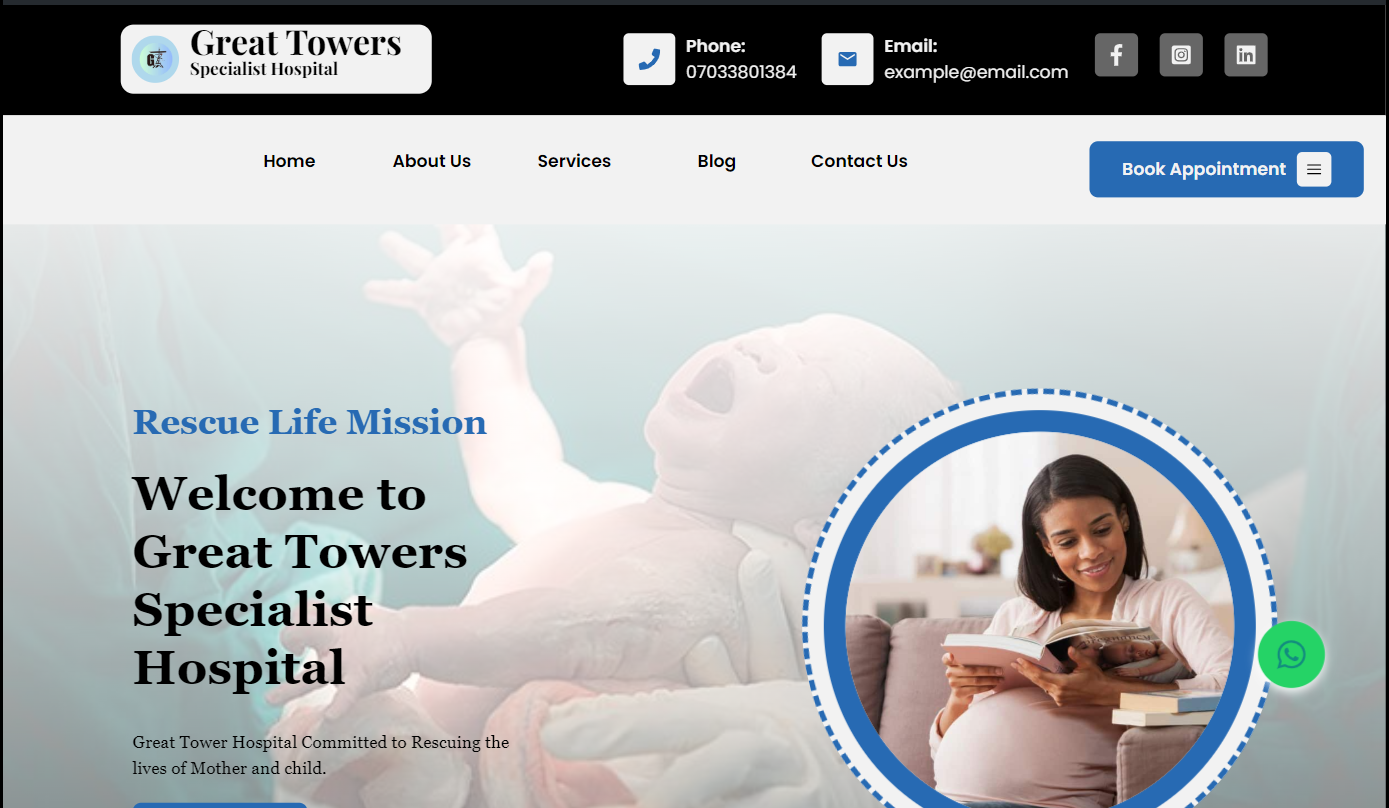 Great Towers
Specialist Hospital
Phone:
07033801384
Email:
example@email.com
Home
About Us
Services
Blog
Contact Us
Book Appointment
Rescue Life Mission
Welcome to
Great Towers
Specialist
Hospital
Great Tower Hospital Committed to Rescuing the
lives of Mother and child.